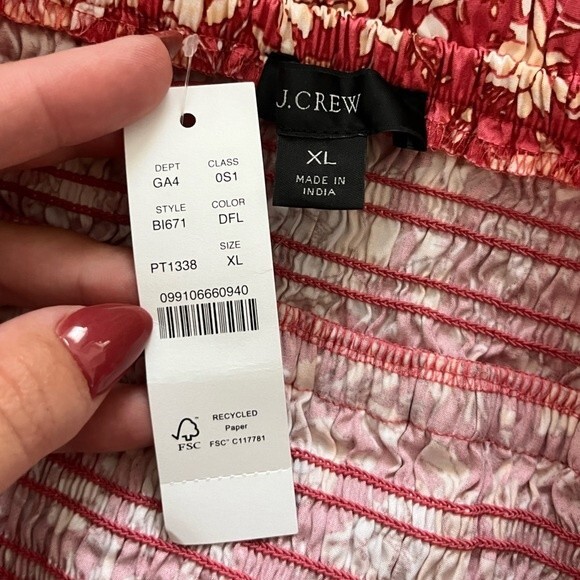 J.CREW
XL
MADE IN
INDIA
DEPT CLASS
GA4 0S1
STYLE COLOR
BI671 DFL
SIZE
PT1338 XL
099106660940
RECYCLED
Paper
FSC™ C117781
FSC